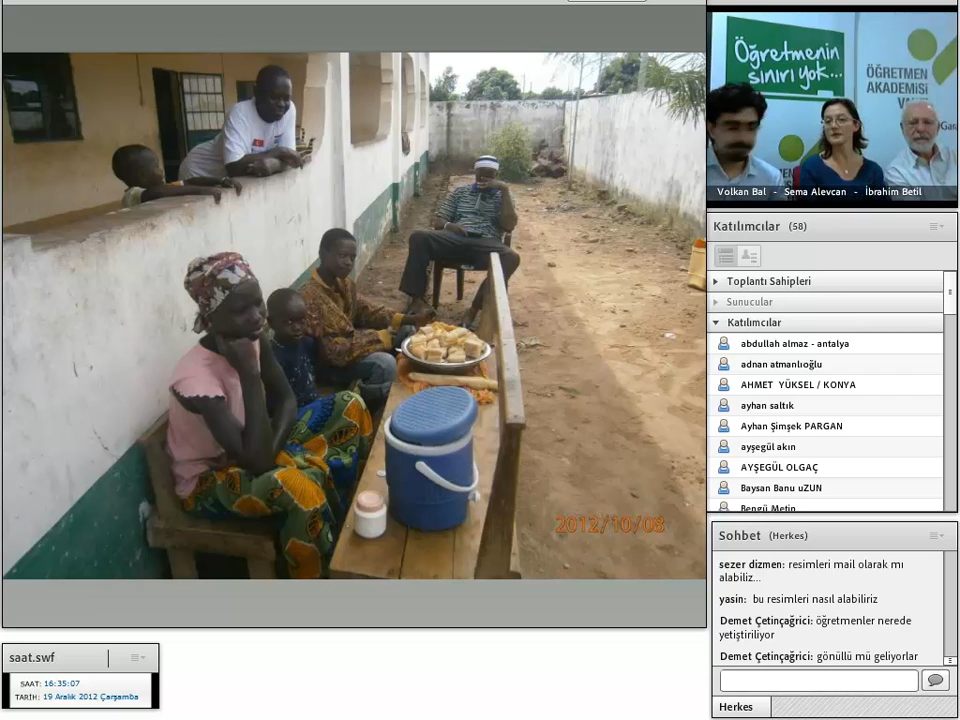 2012/10/08
Öğretmenin
sınırı yok...
ÖĞRETMEN
AKADEMİSİ
Volkan Bal - Sema Alevcan - İbrahim Betil
Katılımcılar (58)
Toplantı Sahipleri
Sunucular
Katılımcılar
abdullah almaz - antalya
adnan atmanlıoğlu
AHMET YÜKSEL / KONYA
ayhan saltık
Ayhan Şimşek PARGAN
ayşegül akın
AYŞEGÜL OLGAÇ
Baysan Banu uZUN
Bengü Metin
Sohbet (Herkes)
sezer dizmen: resimleri mail olarak mı
alabiliz...
yasin: bu resimleri nasıl alabiliriz
Demet Çetinçağrici: öğretmenler nerede
yetiştiriliyor
Demet Çetinçağrici: gönüllü mü geliyorlar
Herkes
saat.swf
SAAT: 16:35:07
TARİH: 19 Aralık 2012 Çarşamba